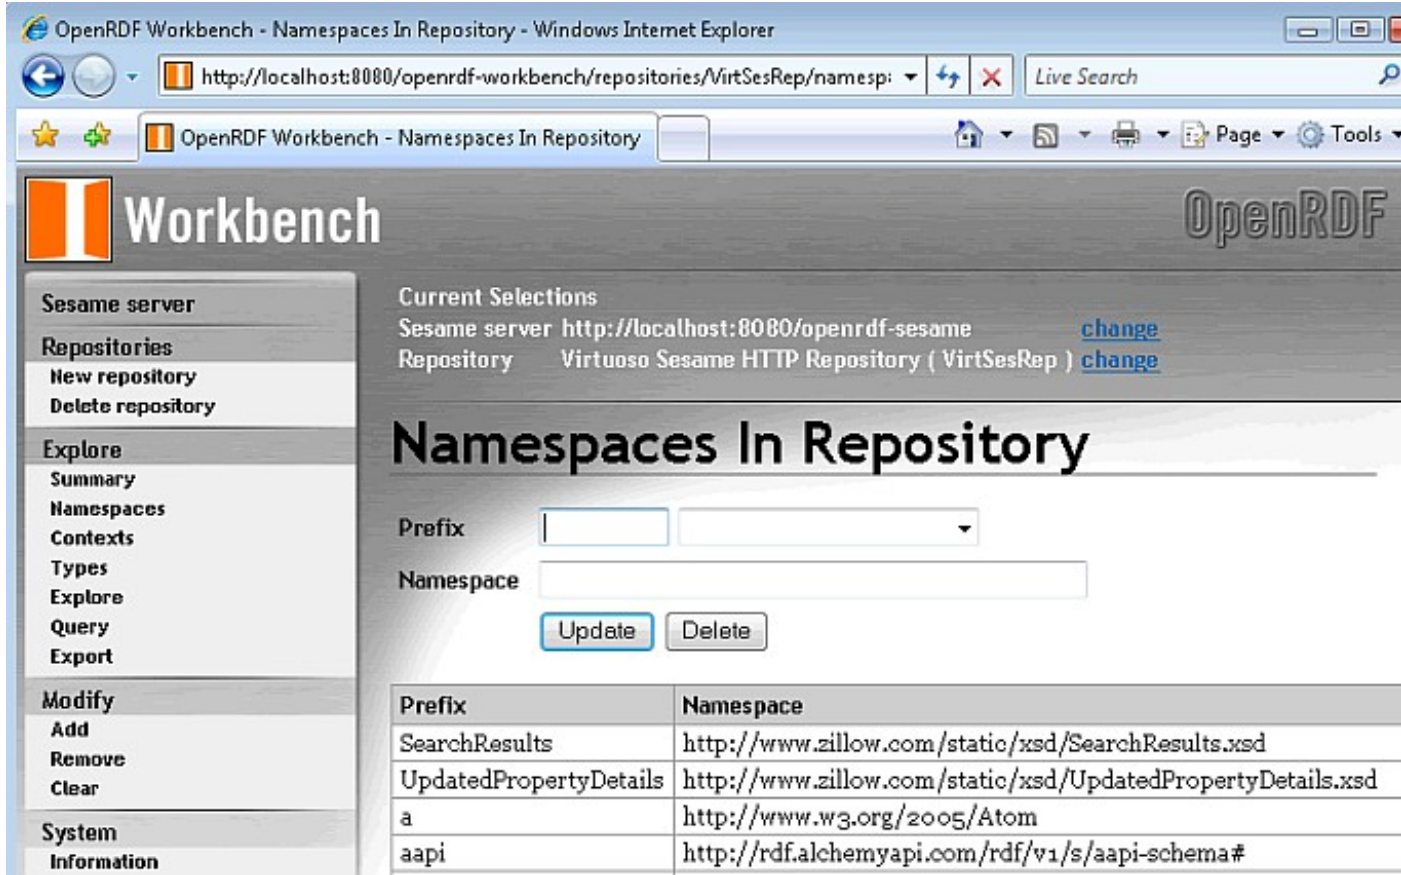 OpenRDF Workbench - Namespaces In Repository - Windows Internet Explorer
http://localhost:8080/openrdf-workbench/repositories/VirtSesRep/namesp
Live Search
OpenRDF Workbench - Namespaces In Repository
Page
Tools
Workbench
OpenRDF
Sesame server
Repositories
New repository
Delete repository
Explore
Summary
Namespaces
Contexts
Types
Explore
Query
Export
Modify
Add
Remove
Clear
System
Information
Current Selections
Sesame server http://localhost:8080/openrdf-sesame change
Repository Virtuoso Sesame HTTP Repository ( VirtSesRep ) change
Namespaces In Repository
Prefix
Namespace
Update Delete
Prefix Namespace
SearchResults http://www.zillow.com/static/xsd/SearchResults.xsd
UpdatedPropertyDetails http://www.zillow.com/static/xsd/UpdatedPropertyDetails.xsd
a http://www.w3.org/2005/Atom
aapi http://rdf.alchemyapi.com/rdf/v1/s/aapi-schema#